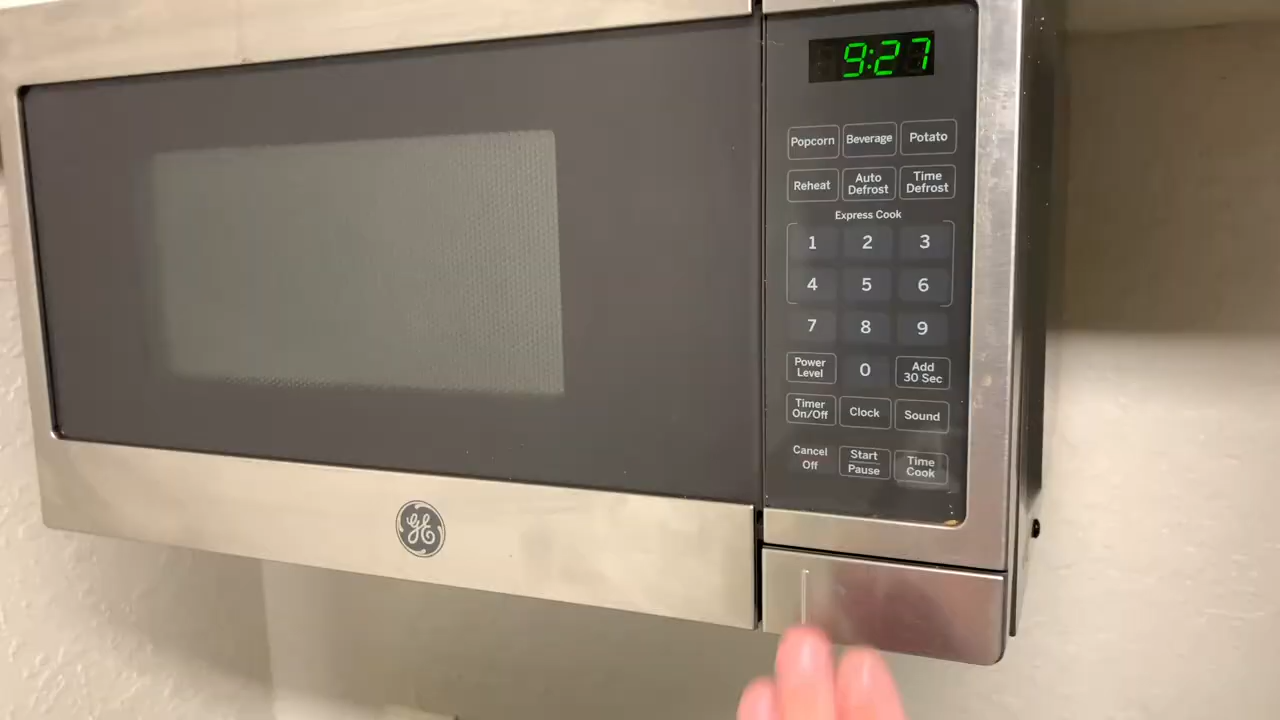 9:27
Popcorn Beverage Potato
Reheat Auto Defrost Time Defrost
Express Cook
1 2 3
4 5 6
7 8 9
Power Level 0 Add 30 Sec
Timer On/Off Clock Sound
Cancel Off Start Pause Time Cook
GE